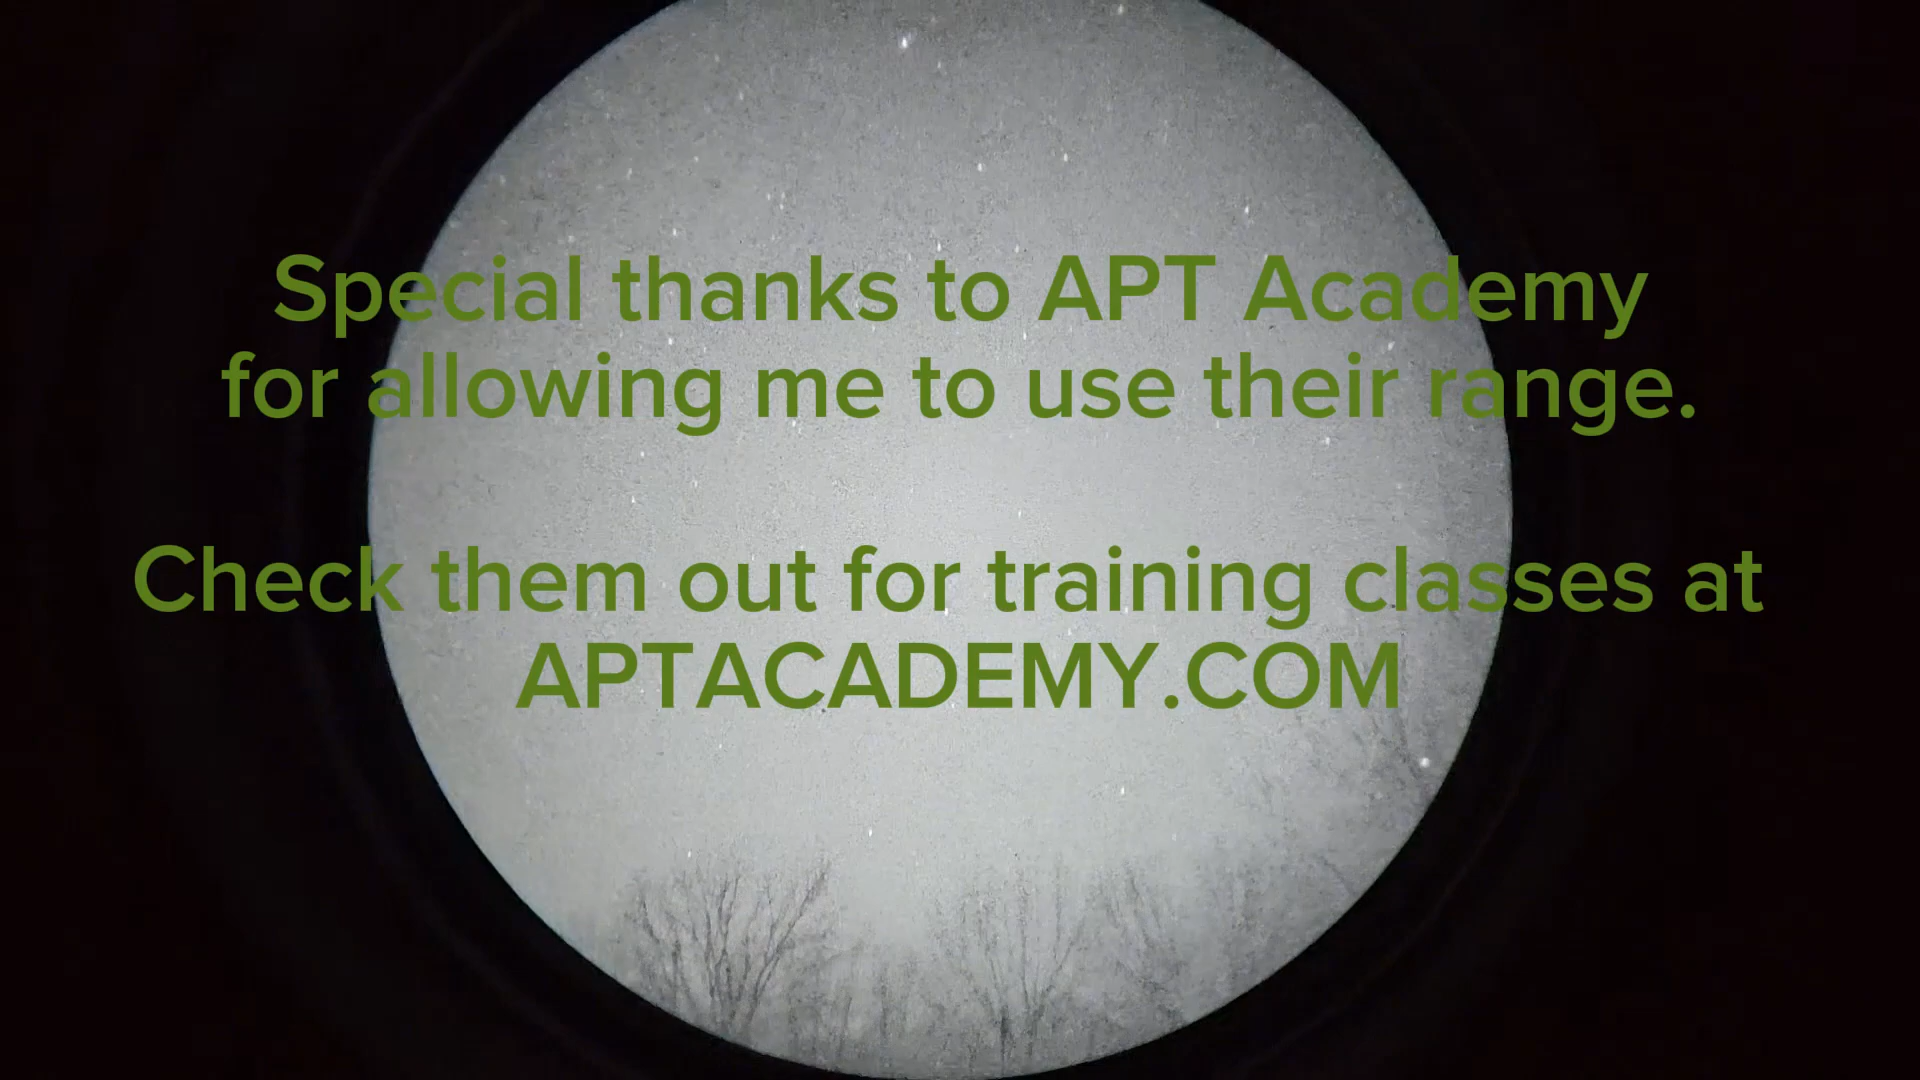 Special thanks to APT Academy
for allowing me to use their range.
Check them out for training classes at
APTACADEMY.COM